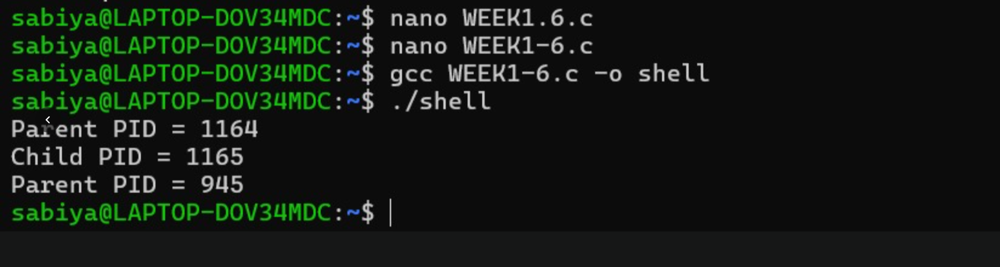 sabiya@LAPTOP-DOV34MDC:~$ nano WEEK1.6.c
sabiya@LAPTOP-DOV34MDC:~$ nano WEEK1-6.c
sabiya@LAPTOP-DOV34MDC:~$ gcc WEEK1-6.c -o shell
sabiya@LAPTOP-DOV34MDC:~$ ./shell
Parent PID = 1164
Child PID = 1165
Parent PID = 945
sabiya@LAPTOP-DOV34MDC:~$